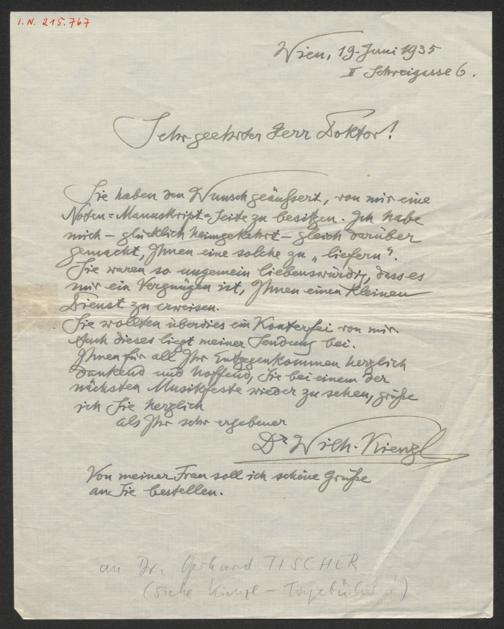 I.N. 215.767
Wien, 19. Juni 1935
II Schreigasse 6.
Sehr geehrter Herr Doktor!
Sie haben den Wunsch geäußert, von mir eine
Noten=Manuskript=Seite zu besitzen. Ich habe
mich – glücklich heimgekehrt – gleich darüber
gemacht, Ihnen eine solche zu „liefern".
Sie waren so ungemein liebenswürdig, dass es
mir ein Vergnügen ist, Ihnen einen kleinen
Dienst zu erweisen.
Sie wollten überdies ein Konterfei von mir.
Auch dieses liegt meiner Sendung bei.
Ihnen für all Ihr Entgegenkommen herzlich
dankend und hoffend, Sie bei einem der
nächsten Musikfeste wieder zu sehen, grüße
ich Sie herzlich
als Ihr sehr ergebener
Dr Wilh. Kienzl
Von meiner Frau soll ich schöne Grüße
an Sie bestellen.
an Dr. Gerhard TISCHER
(siehe Kienzl – Tagebücher!)